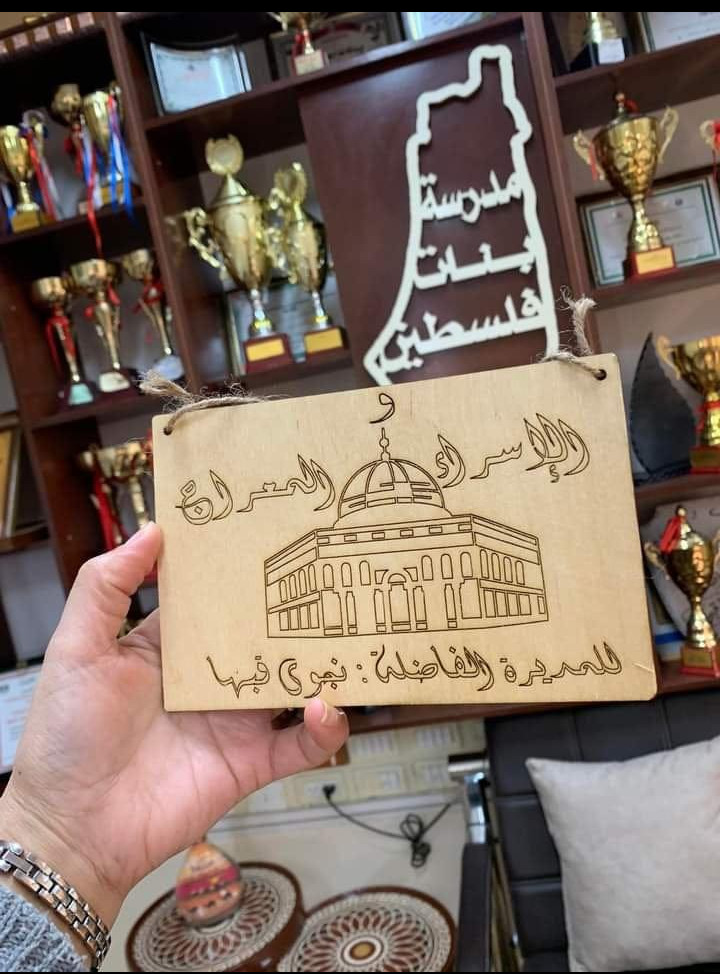 مدرسة
بنات
فلسطين
الإسراء و المعراج
للمديرة الفاضلة : نجوى قبها